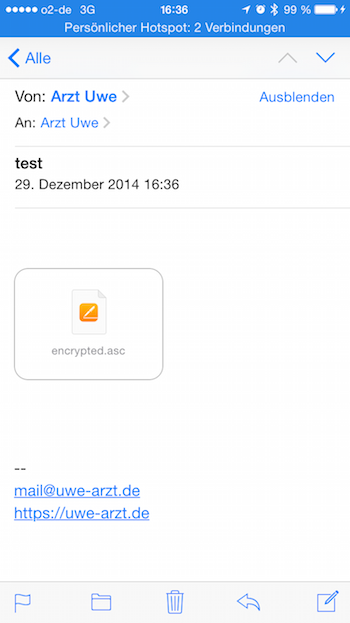 o2-de 3G 16:36 99 %
Persönlicher Hotspot: 2 Verbindungen
Alle
Von: Arzt Uwe Ausblenden
An: Arzt Uwe
test
29. Dezember 2014 16:36
encrypted.asc
--
mail@uwe-arzt.de
https://uwe-arzt.de